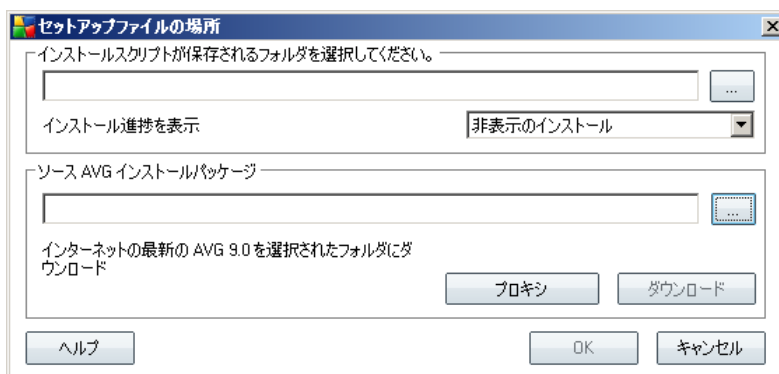 セットアップファイルの場所
インストールスクリプトが保存されるフォルダを選択してください。
...
インストール進捗を表示
非表示のインストール
ソース AVG インストールパッケージ
...
インターネットの最新の AVG 9.0 を選択されたフォルダにダ
ウンロード
プロキシ
ダウンロード
ヘルプ
OK
キャンセル